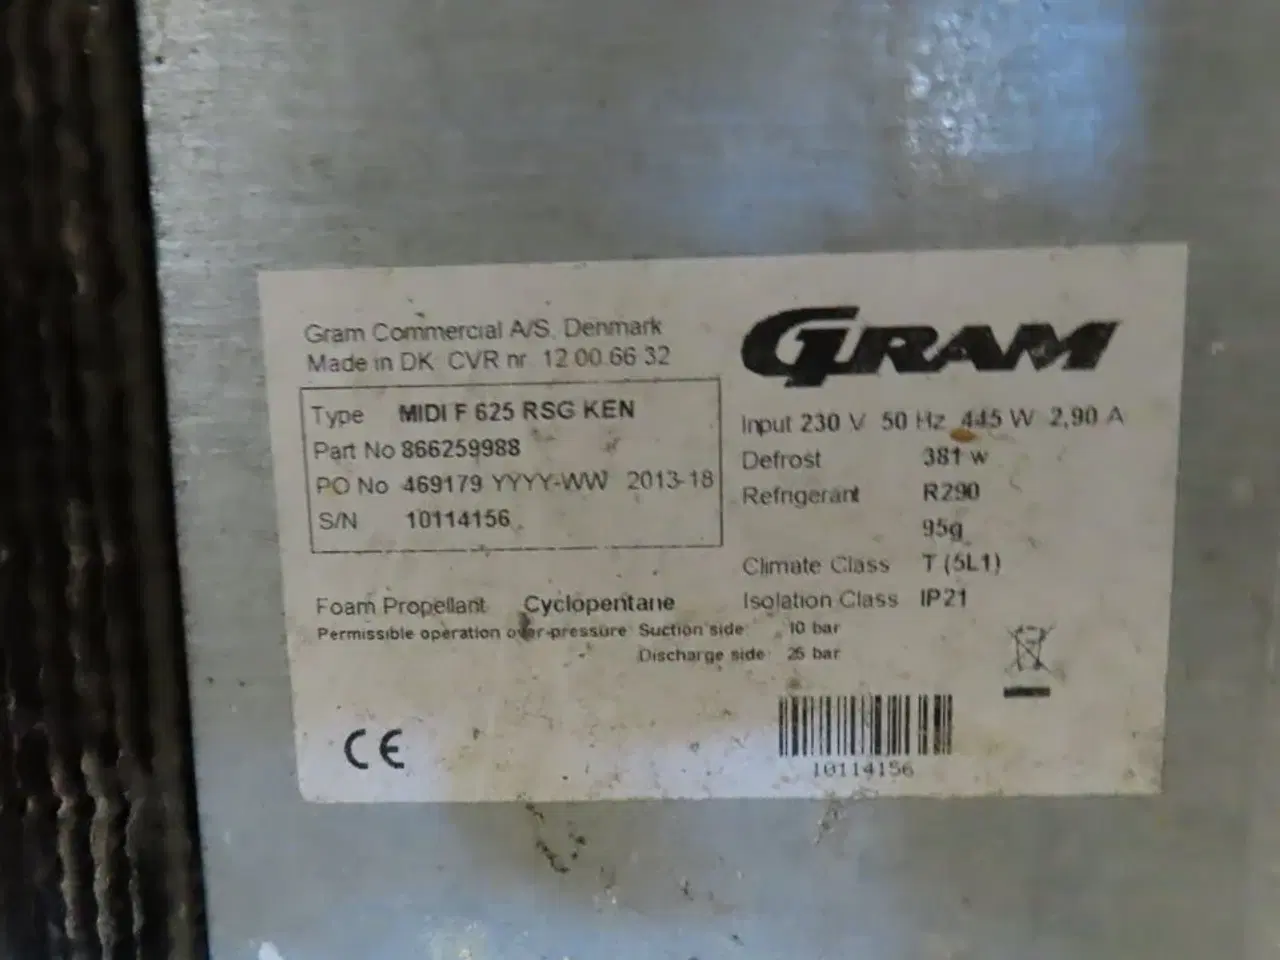 Gram Commercial A/S, Denmark
Made in DK CVR nr. 12 00 66 32
GRAM
Type MIDI F 625 RSG KEN
Part No 866259988
PO No 469179 YYYY-WW 2013-18
S/N 10114156
Input 230 V 50 Hz 445 W 2,90 A
Defrost 381 w
Refrigerant R290
95g
Climate Class T (5L1)
Isolation Class IP21
Foam Propellant Cyclopentane
Permissible operation over-pressure: Suction side: 10 bar
Discharge side: 25 bar
CE
10114156